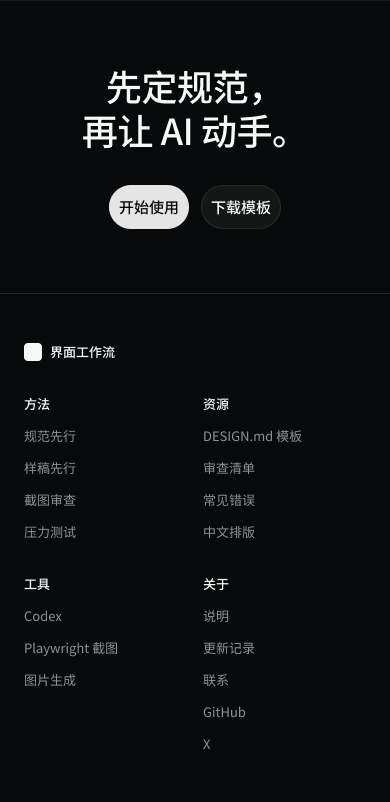 先定规范，
再让 AI 动手。
开始使用
下载模板
界面工作流
方法
规范先行
样稿先行
截图审查
压力测试
资源
DESIGN.md 模板
审查清单
常见错误
中文排版
工具
Codex
Playwright 截图
图片生成
关于
说明
更新记录
联系
GitHub
X